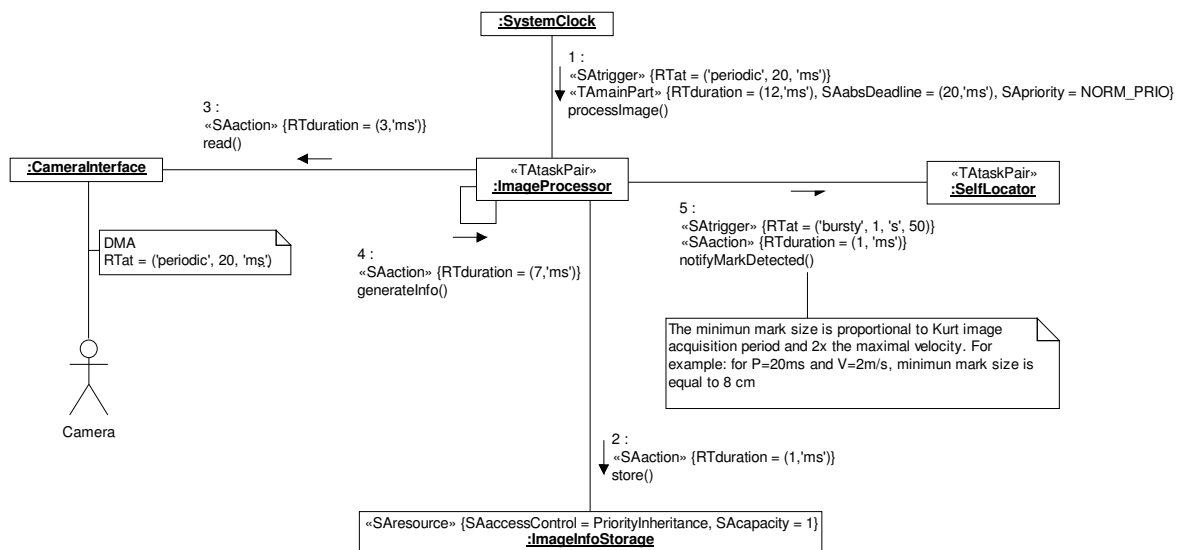 :SystemClock
1 :
«SAtrigger» {RTat = ('periodic', 20, 'ms')}
«TAmainPart» {RTduration = (12,'ms'), SAabsDeadline = (20,'ms'), SApriority = NORM_PRIO}
processImage()
3 :
«SAaction» {RTduration = (3,'ms')}
read()
:CameraInterface
«TAtaskPair»
:ImageProcessor
«TAtaskPair»
:SelfLocator
DMA
RTat = ('periodic', 20, 'ms')
4 :
«SAaction» {RTduration = (7,'ms')}
generateInfo()
5 :
«SAtrigger» {RTat = ('bursty', 1, 's', 50)}
«SAaction» {RTduration = (1, 'ms')}
notifyMarkDetected()
The minimun mark size is proportional to Kurt image
acquisition period and 2x the maximal velocity. For
example: for P=20ms and V=2m/s, minimun mark size is
equal to 8 cm
Camera
2 :
«SAaction» {RTduration = (1,'ms')}
store()
«SAresource» {SAaccessControl = PriorityInheritance, SAcapacity = 1}
:ImageInfoStorage